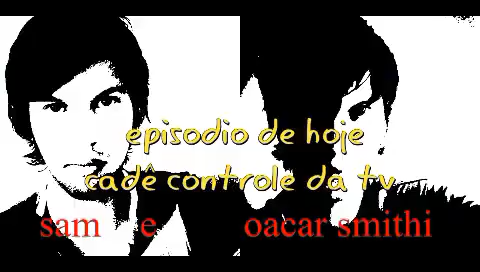 episodio de hoje
cadê controle da tv
sam e oacar smithi